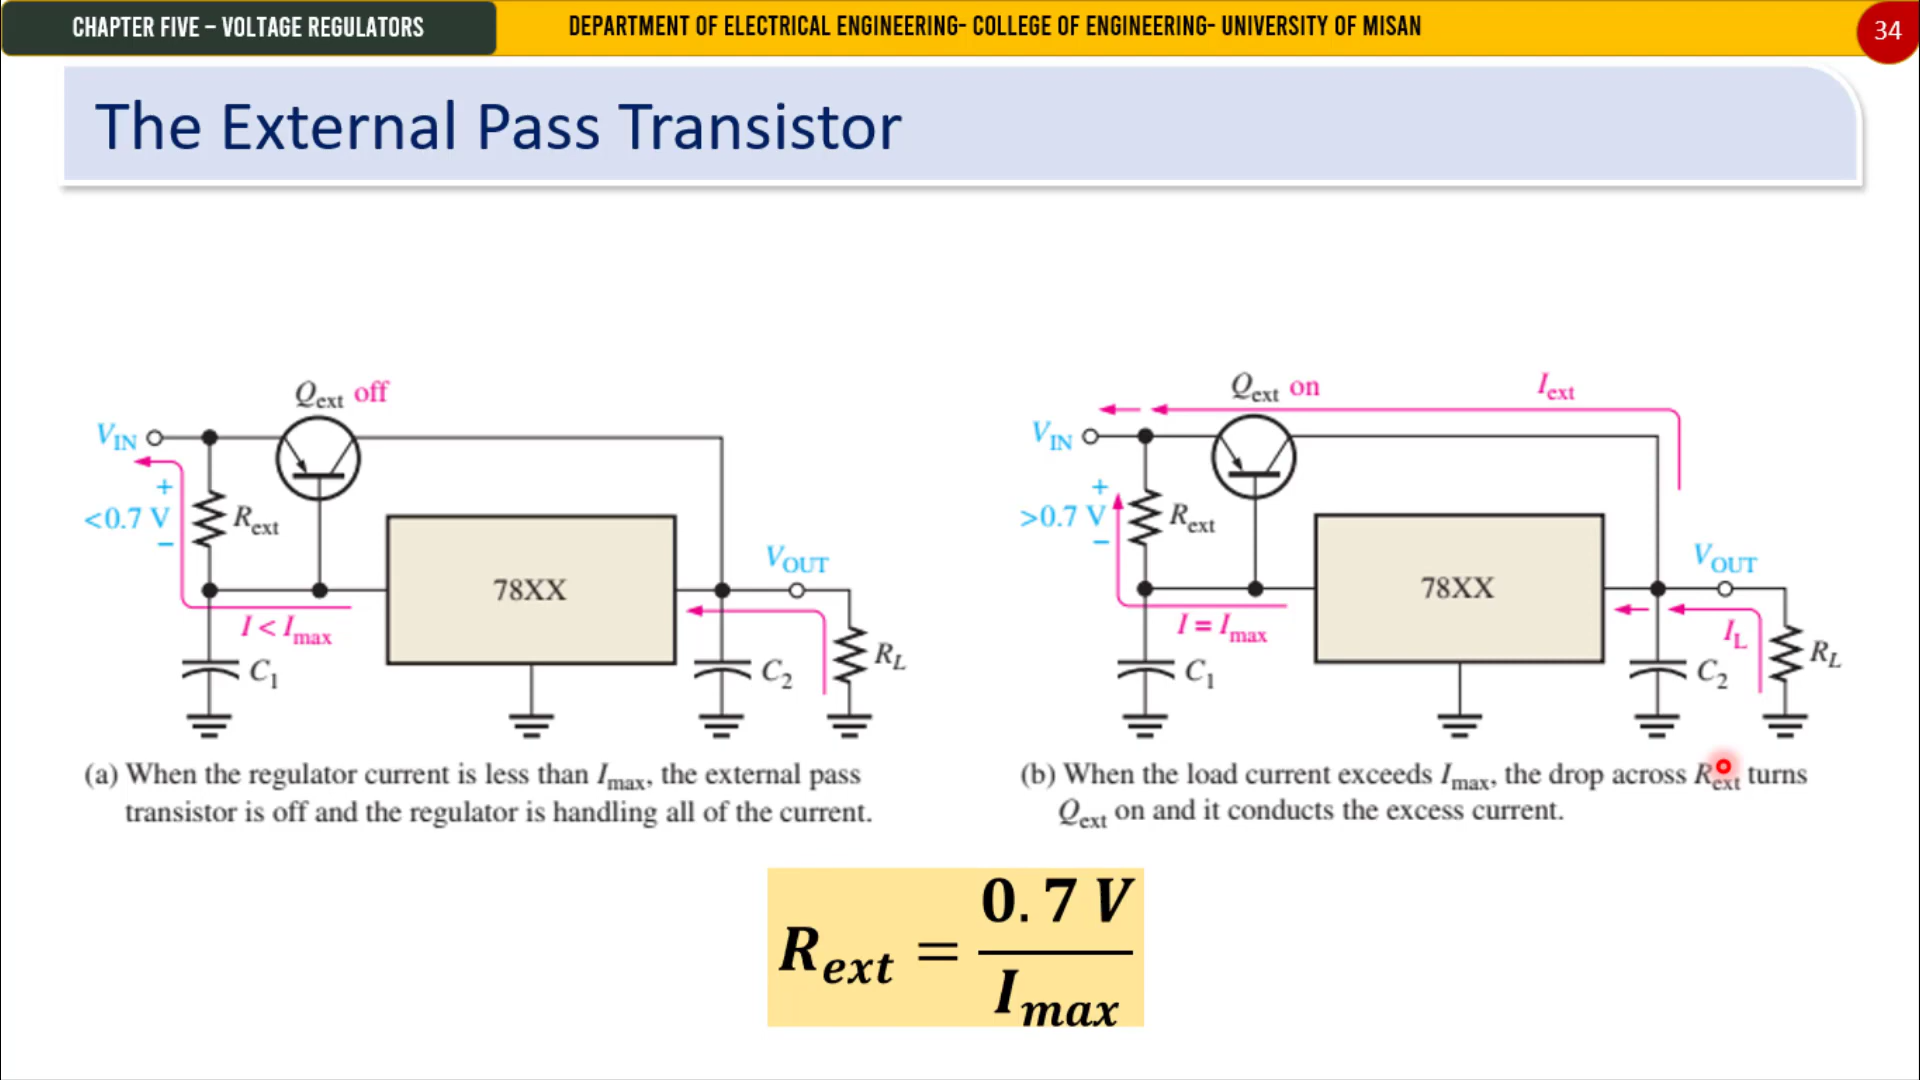 CHAPTER FIVE – VOLTAGE REGULATORS
DEPARTMENT OF ELECTRICAL ENGINEERING- COLLEGE OF ENGINEERING- UNIVERSITY OF MISAN
34
The External Pass Transistor
Qext off
VIN
+
<0.7 V
−
Rext
78XX
VOUT
I < Imax
C1
C2
RL
(a) When the regulator current is less than Imax, the external pass
transistor is off and the regulator is handling all of the current.
Qext on
Iext
VIN
+
>0.7 V
−
Rext
78XX
VOUT
I = Imax
IL
C1
C2
RL
(b) When the load current exceeds Imax, the drop across Rext turns
Qext on and it conducts the excess current.
Rext = 0.7 V / Imax